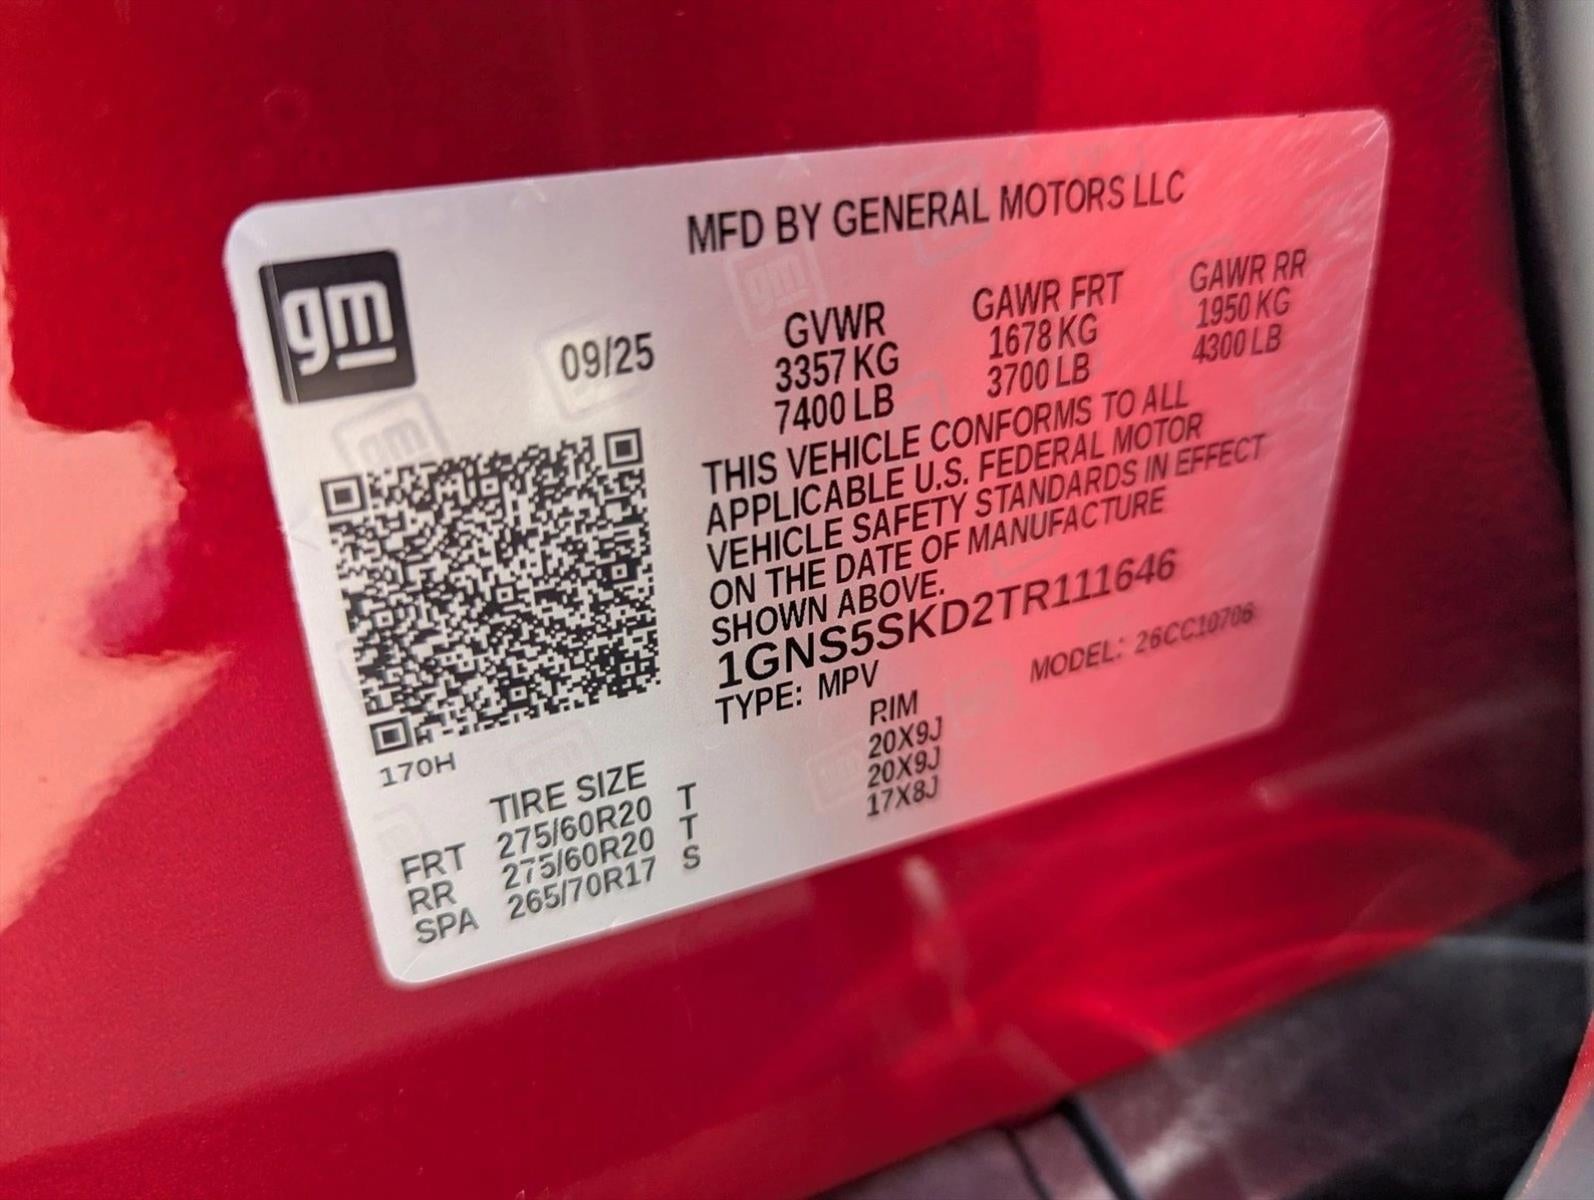 MFD BY GENERAL MOTORS LLC
gm
09/25
GVWR GAWR FRT GAWR RR
3357 KG 1678 KG 1950 KG
7400 LB 3700 LB 4300 LB
THIS VEHICLE CONFORMS TO ALL
APPLICABLE U.S. FEDERAL MOTOR
VEHICLE SAFETY STANDARDS IN EFFECT
ON THE DATE OF MANUFACTURE
SHOWN ABOVE.
1GNS5SKD2TR111646
TYPE: MPV MODEL: 26CC10706
170H
TIRE SIZE RIM
FRT 275/60R20 T 20X9J
RR 275/60R20 T 20X9J
SPA 265/70R17 S 17X8J